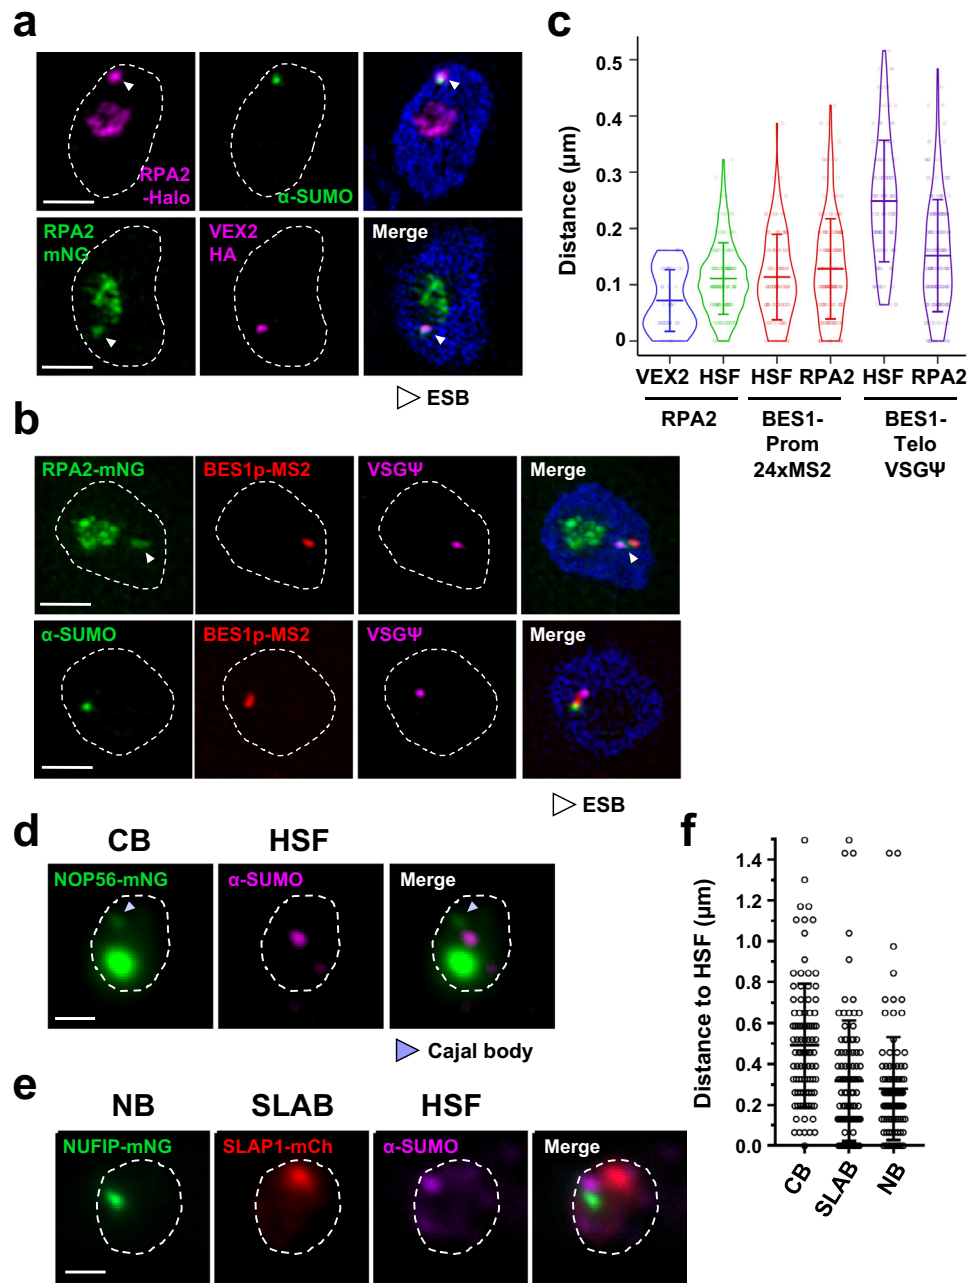 a
RPA2
-Halo
α-SUMO
RPA2
mNG
VEX2
HA
Merge
ESB
b
RPA2-mNG
BES1p-MS2
VSGΨ
Merge
α-SUMO
BES1p-MS2
VSGΨ
Merge
ESB
c
Distance (µm)
0.5
0.4
0.3
0.2
0.1
0
VEX2 HSF HSF RPA2 HSF RPA2
RPA2
BES1-
Prom
24xMS2
BES1-
Telo
VSGΨ
d
CB HSF
NOP56-mNG
α-SUMO
Merge
Cajal body
e
NB SLAB HSF
NUFIP-mNG
SLAP1-mCh
α-SUMO
Merge
f
Distance to HSF (µm)
1.4
1.2
1.0
0.8
0.6
0.4
0.2
0.0
CB
SLAB
NB